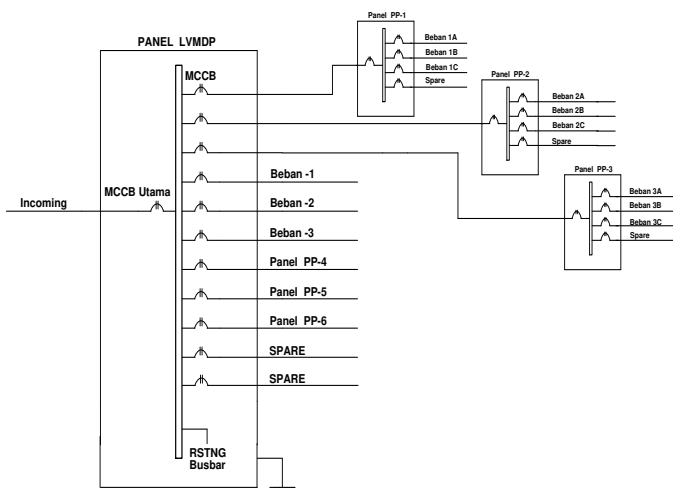 Panel PP-1
PANEL LVMDP
Beban 1A
Beban 1B
MCCB
Beban 1C
Spare
Panel PP-2
Beban 2A
Beban 2B
Beban 2C
Spare
Panel PP-3
Beban -1
MCCB Utama
Beban 3A
Incoming
Beban -2
Beban 3B
Beban 3C
Beban -3
Spare
Panel PP-4
Panel PP-5
Panel PP-6
SPARE
SPARE
RSTNG
Busbar